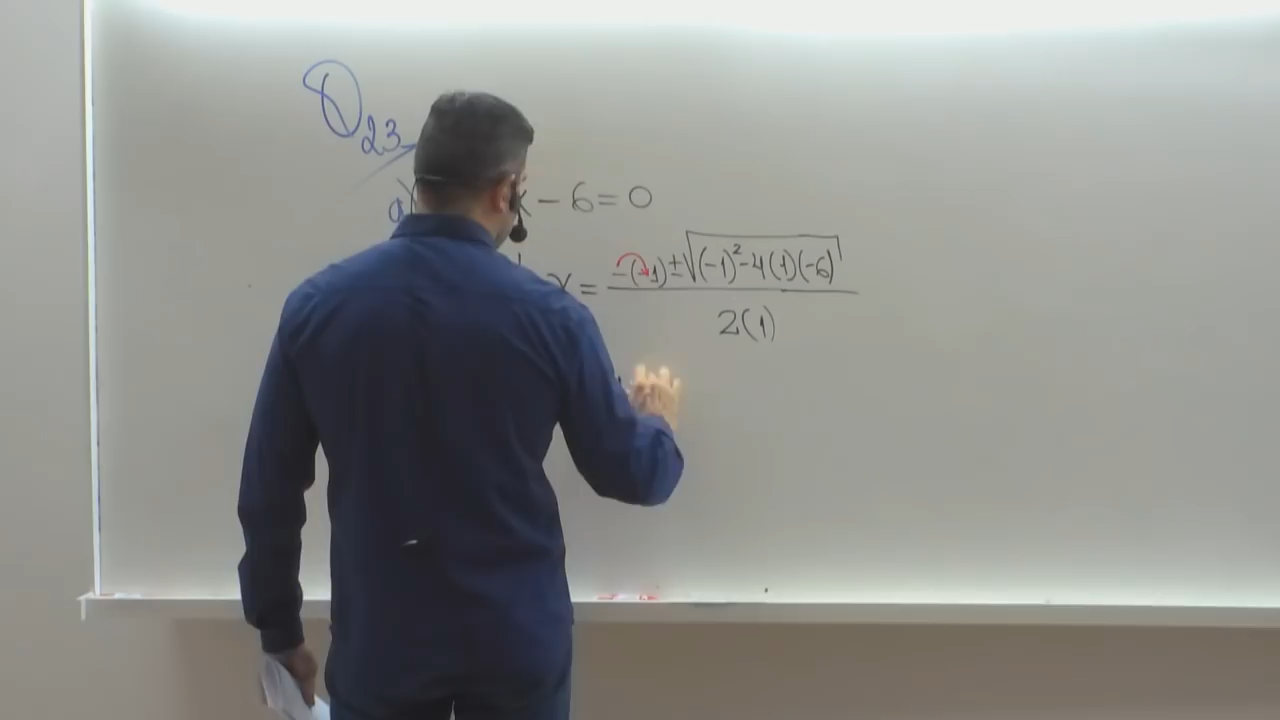 23
a) x - 6 = 0
x = -(-1) ± √((-1)² - 4(1)(-6))
2(1)